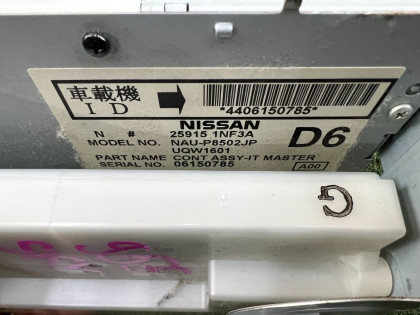 車載機
ID
*4406150785*
NISSAN
N # 25915 1NF3A
MODEL NO. NAU-P8502JP
UQW1601
D6
PART NAME CONT ASSY-IT MASTER
SERIAL NO. 06150785
A00
G